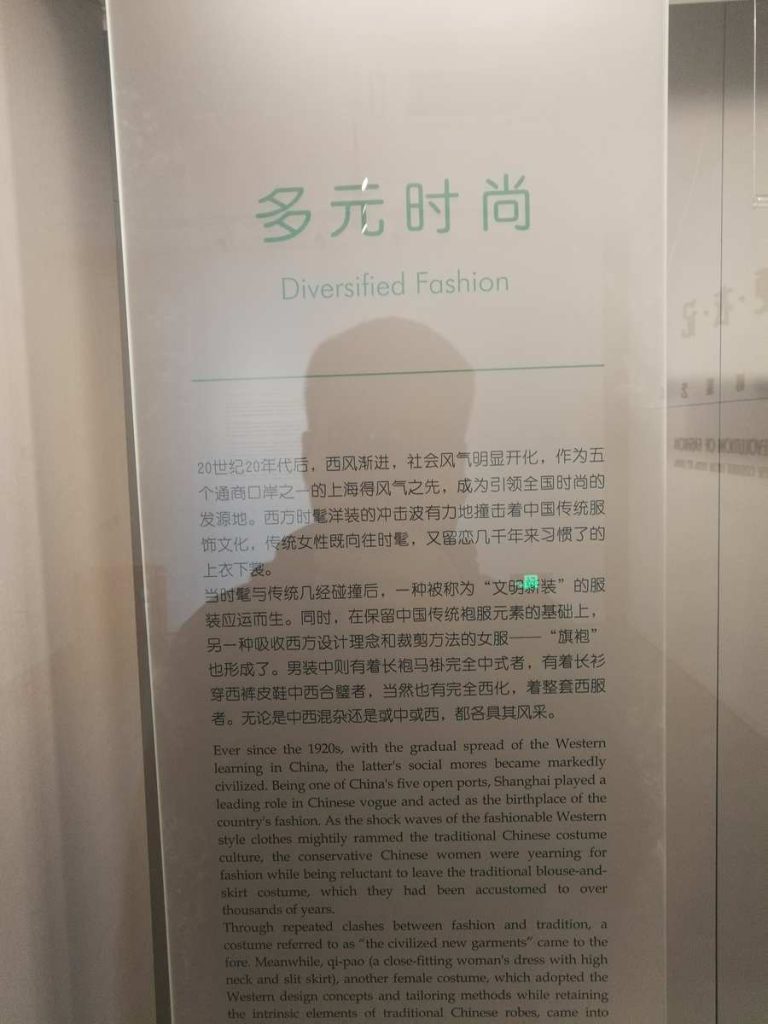 多元时尚
Diversified Fashion
20世纪20年代后，西风渐进，社会风气明显开化，作为五
个通商口岸之一的上海得风气之先，成为引领全国时尚的
发源地。西方时髦洋装的冲击波有力地撞击着中国传统服
饰文化，传统女性既向往时髦，又留恋几千年来习惯了的
上衣下裳。
当时髦与传统几经碰撞后，一种被称为“文明新装”的服
装应运而生。同时，在保留中国传统袍服元素的基础上，
另一种吸收西方设计理念和裁剪方法的女服——“旗袍”
也形成了。男装中则有着长袍马褂完全中式者，有着长衫
穿西裤皮鞋中西合璧者，当然也有完全西化，着整套西服
者。无论是中西混杂还是或中或西，都各具其风采。
Ever since the 1920s, with the gradual spread of the Western
learning in China, the latter's social mores became markedly
civilized. Being one of China's five open ports, Shanghai played a
leading role in Chinese vogue and acted as the birthplace of the
country's fashion. As the shock waves of the fashionable Western
style clothes mightily rammed the traditional Chinese costume
culture, the conservative Chinese women were yearning for
fashion while being reluctant to leave the traditional blouse-and-
skirt costume, which they had been accustomed to over
thousands of years.
Through repeated clashes between fashion and tradition, a
costume referred to as “the civilized new garments” came to the
fore. Meanwhile, qi-pao (a close-fitting woman's dress with high
neck and slit skirt), another female costume, which adopted the
Western design concepts and tailoring methods while retaining
the intrinsic elements of traditional Chinese robes, came into
EVOLUTION OF FASHION